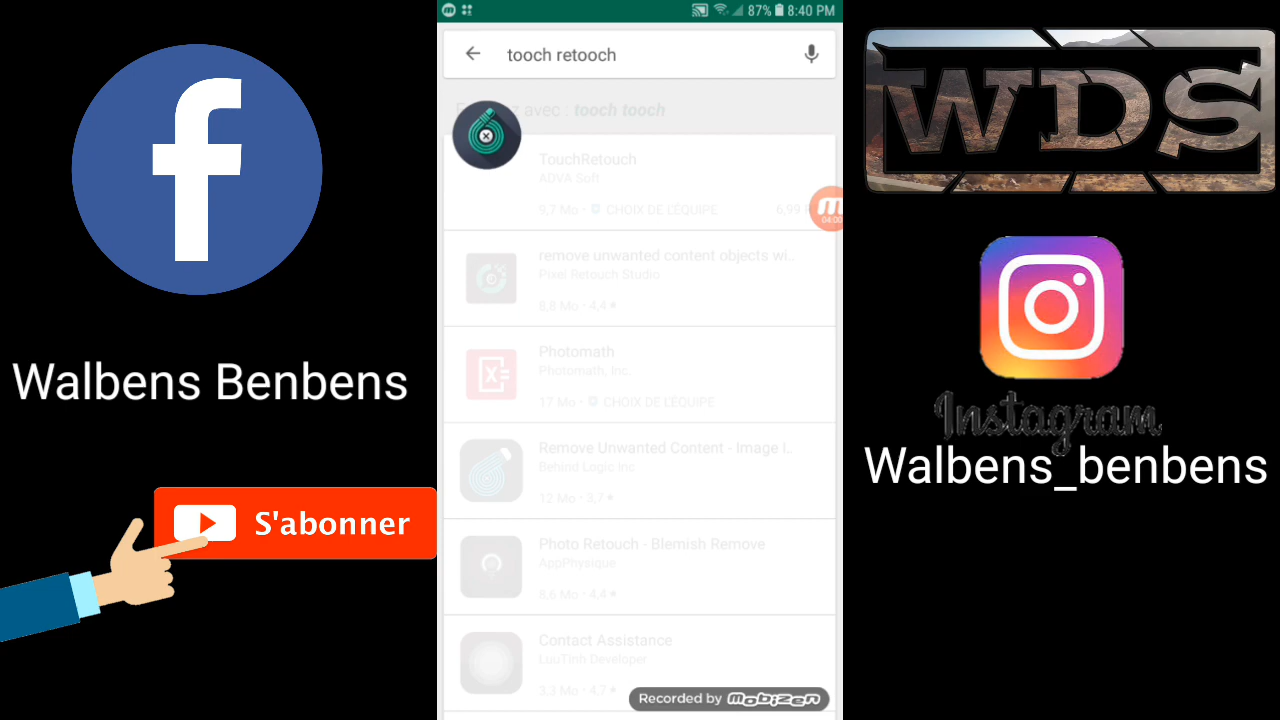 87% 8:40 PM
tooch retooch
avec : tooch tooch
TouchRetouch
ADVA Soft
9,7 Mo • CHOIX DE L'ÉQUIPE 6,99
04:00
remove unwanted content objects wi..
Pixel Retouch Studio
8,8 Mo • 4,4
Photomath
Photomath, Inc.
17 Mo • CHOIX DE L'ÉQUIPE
Remove Unwanted Content - Image I..
Behind Logic Inc
12 Mo • 3,7
Photo Retouch - Blemish Remove
AppPhysique
8,6 Mo • 4,4
Contact Assistance
LuuTinh Developer
3,3 Mo • 4,7
Recorded by mobizen
Walbens Benbens
S'abonner
WDS
Instagram
Walbens_benbens